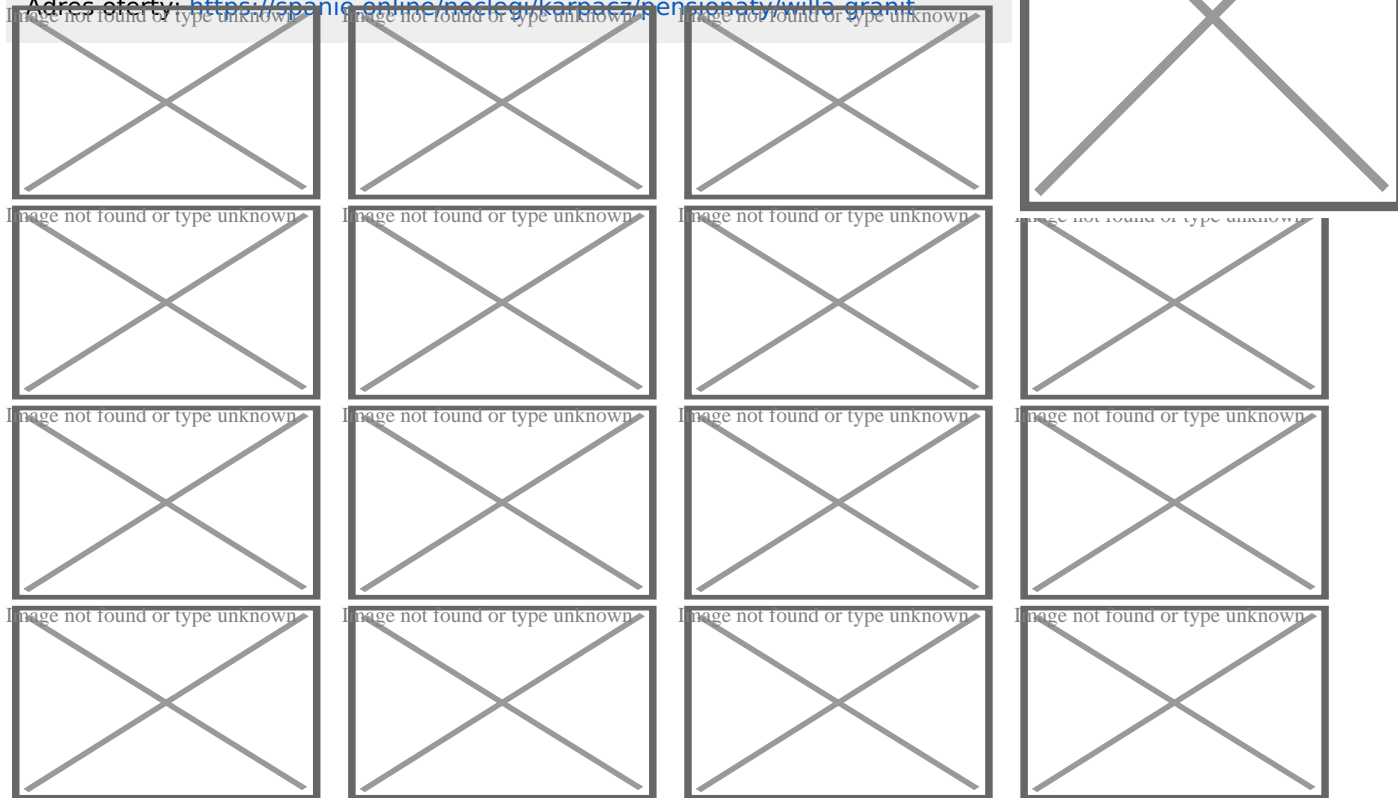 Adres oferty: https://spanie.online/noclegi/karpacz/pensjonaty/willa-granit
Image not found or type unknown Image not found or type unknown Image not found or type unknown
Image not found or type unknown Image not found or type unknown Image not found or type unknown Image not found or type unknown
Image not found or type unknown Image not found or type unknown Image not found or type unknown Image not found or type unknown
Image not found or type unknown Image not found or type unknown Image not found or type unknown Image not found or type unknown